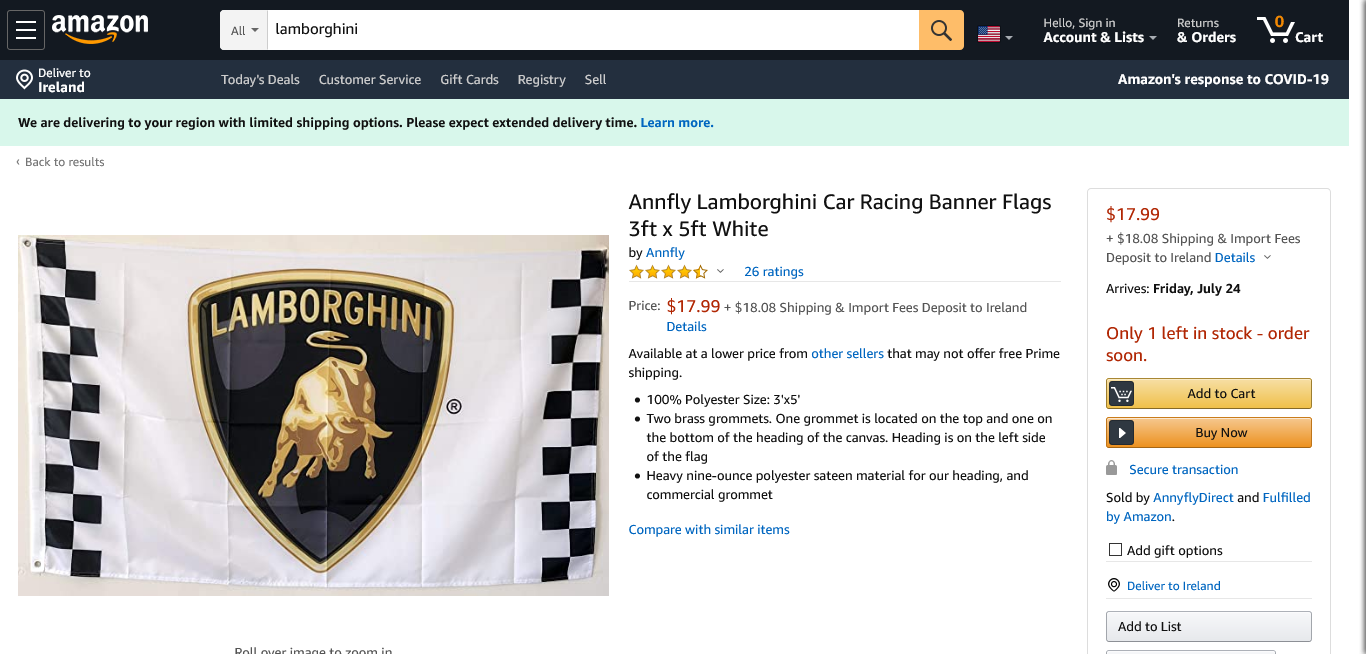 amazon
All
lamborghini
Hello, Sign in
Account & Lists
Returns
& Orders
0
Cart
Deliver to
Ireland
Today's Deals
Customer Service
Gift Cards
Registry
Sell
Amazon's response to COVID-19
We are delivering to your region with limited shipping options. Please expect extended delivery time. Learn more.
‹ Back to results
LAMBORGHINI
®
Roll over image to zoom in
Annfly Lamborghini Car Racing Banner Flags
3ft x 5ft White
by Annfly
26 ratings
Price: $17.99 + $18.08 Shipping & Import Fees Deposit to Ireland
Details
Available at a lower price from other sellers that may not offer free Prime
shipping.
• 100% Polyester Size: 3'x5'
• Two brass grommets. One grommet is located on the top and one on
the bottom of the heading of the canvas. Heading is on the left side
of the flag
• Heavy nine-ounce polyester sateen material for our heading, and
commercial grommet
Compare with similar items
$17.99
+ $18.08 Shipping & Import Fees
Deposit to Ireland Details
Arrives: Friday, July 24
Only 1 left in stock - order
soon.
Add to Cart
Buy Now
Secure transaction
Sold by AnnyflyDirect and Fulfilled
by Amazon.
Add gift options
Deliver to Ireland
Add to List